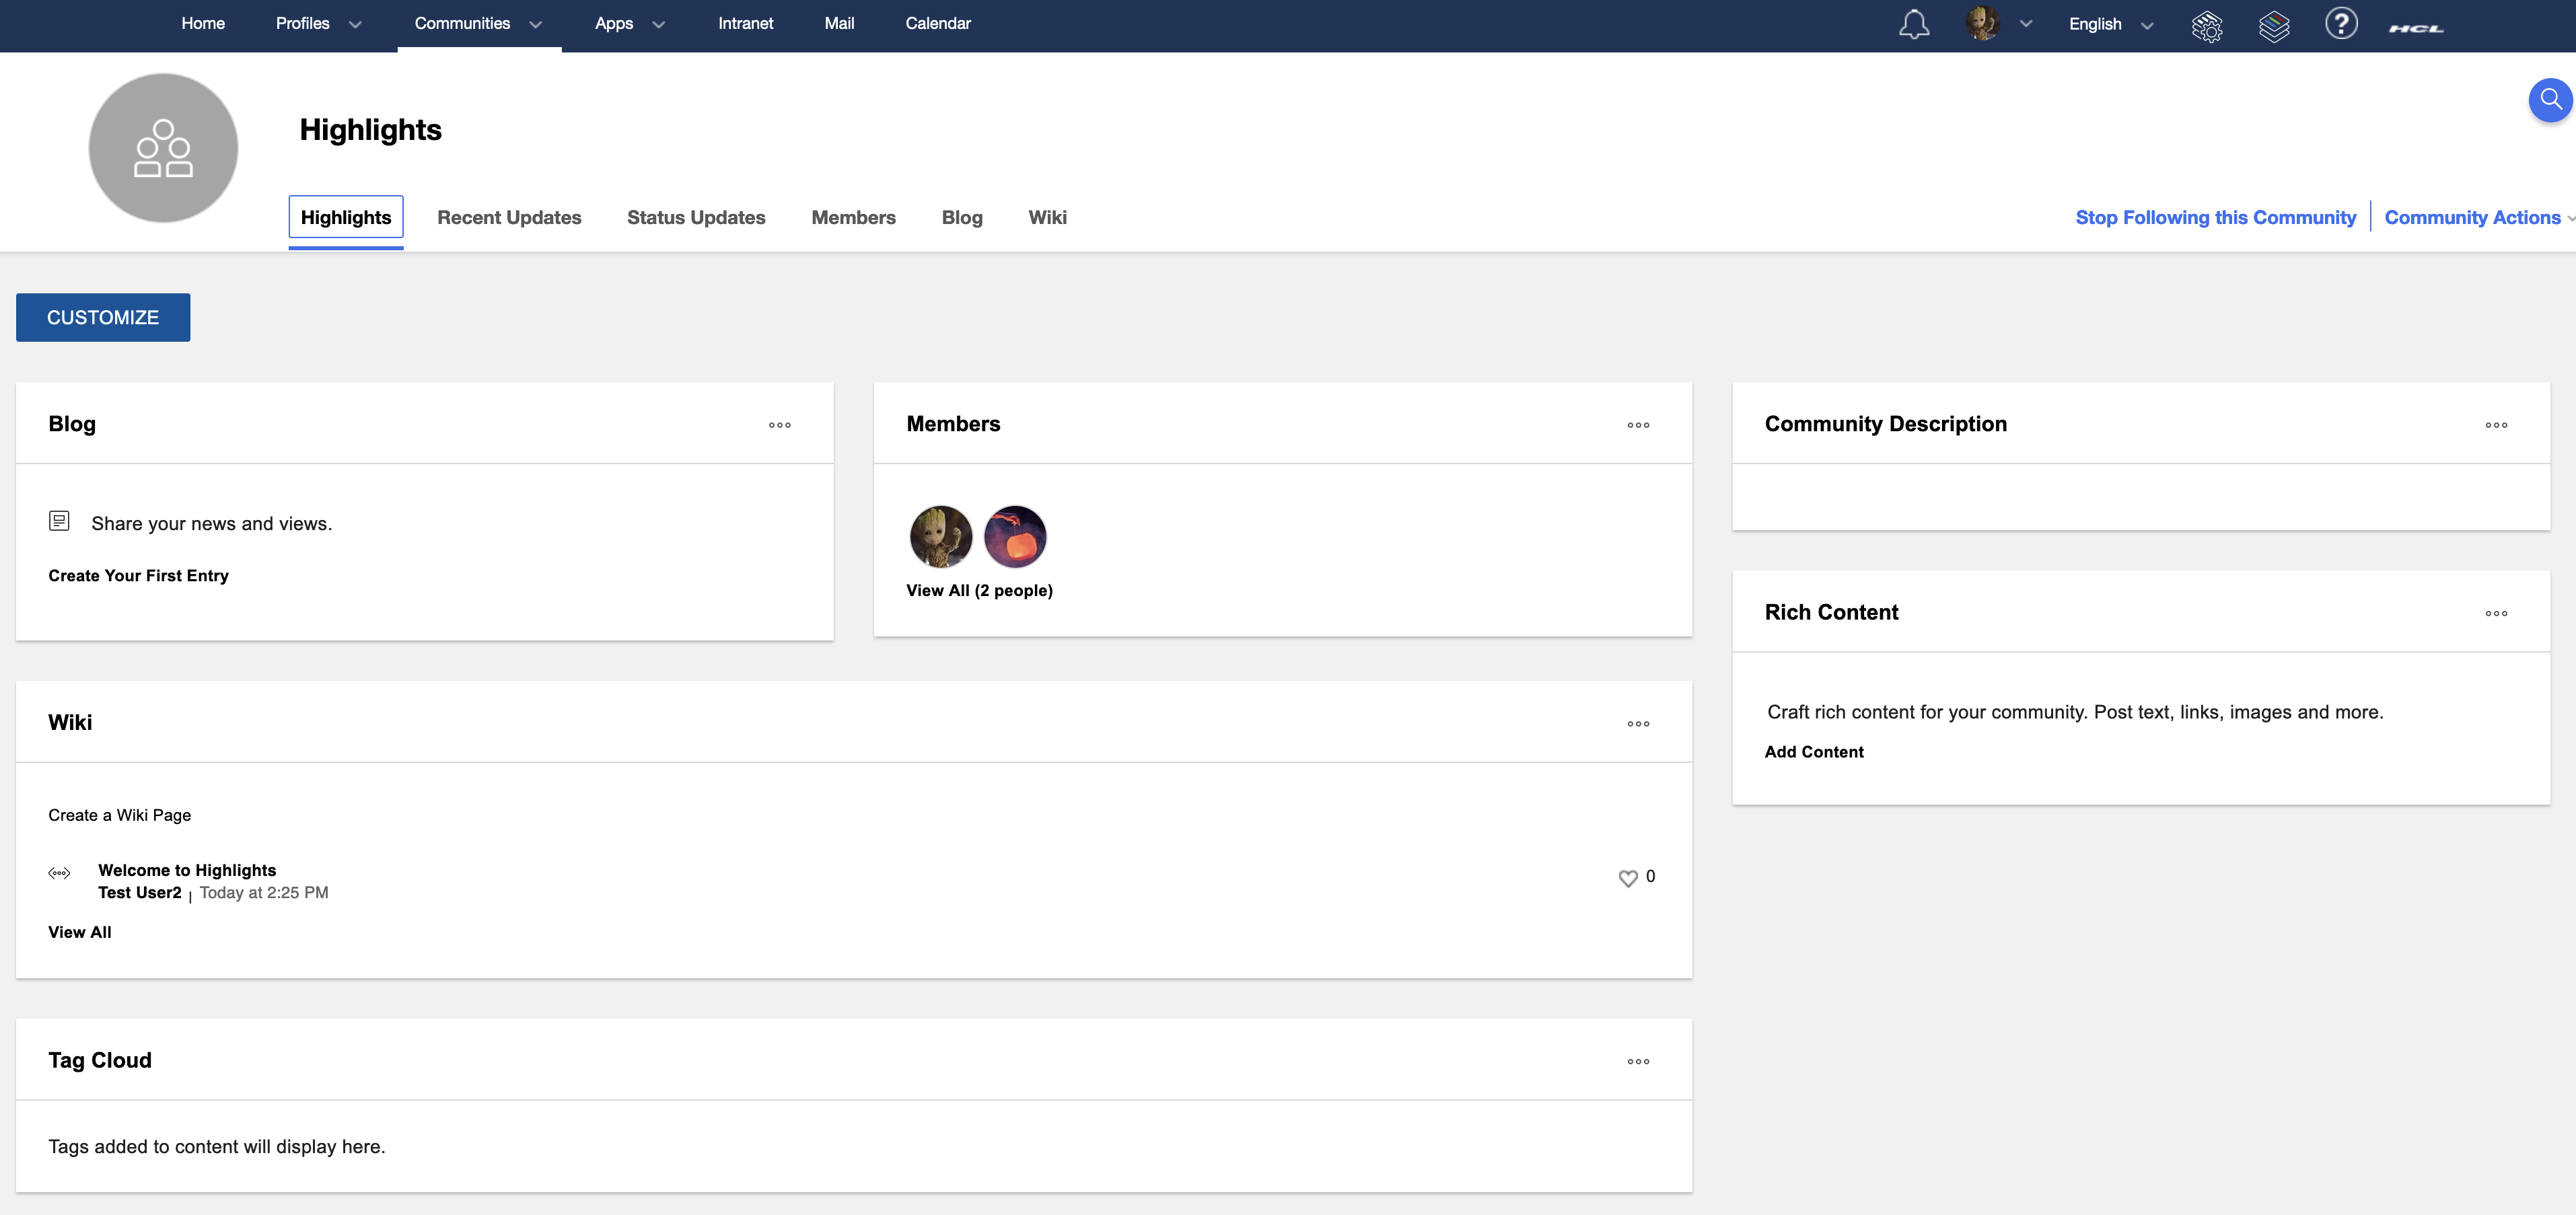 Home Profiles Communities Apps Intranet Mail Calendar English HCL
Highlights
Highlights Recent Updates Status Updates Members Blog Wiki Stop Following this Community Community Actions
CUSTOMIZE
Blog
Share your news and views.
Create Your First Entry
Members
View All (2 people)
Community Description
Rich Content
Craft rich content for your community. Post text, links, images and more.
Add Content
Wiki
Create a Wiki Page
Welcome to Highlights
Test User2 | Today at 2:25 PM
0
View All
Tag Cloud
Tags added to content will display here.